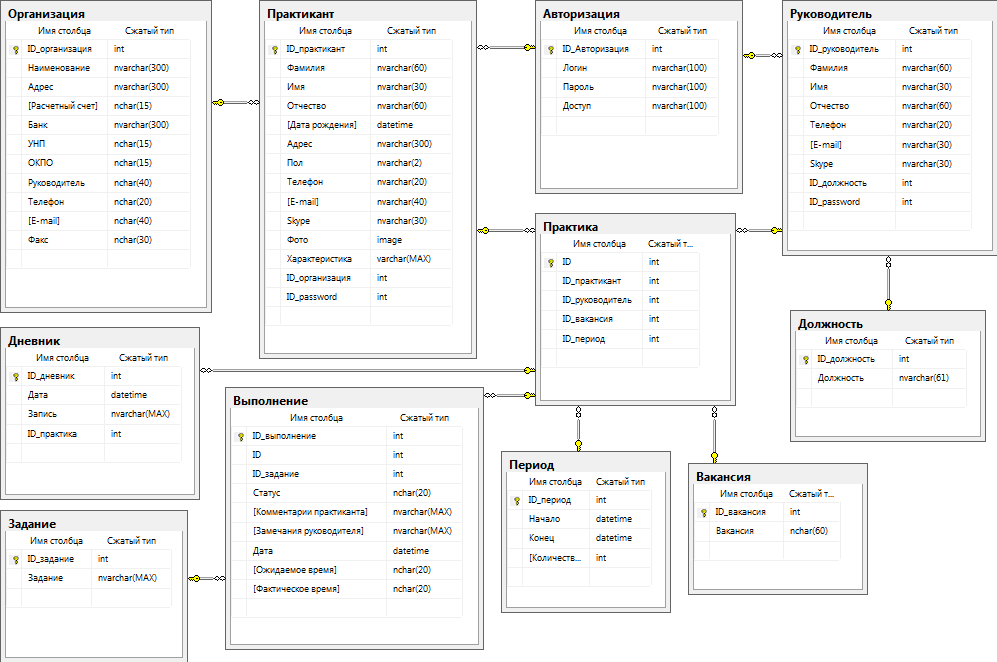 Организация
Имя столбца Сжатый тип
ID_организация int
Наименование nvarchar(300)
Адрес nvarchar(300)
[Расчетный счет] nchar(15)
Банк nvarchar(300)
УНП nchar(15)
ОКПО nchar(15)
Руководитель nchar(40)
Телефон nchar(20)
[E-mail] nchar(40)
Факс nchar(30)
Практикант
Имя столбца Сжатый тип
ID_практикант int
Фамилия nvarchar(60)
Имя nvarchar(30)
Отчество nvarchar(60)
[Дата рождения] datetime
Адрес nvarchar(300)
Пол nvarchar(2)
Телефон nvarchar(20)
[E-mail] nvarchar(40)
Skype nvarchar(30)
Фото image
Характеристика varchar(MAX)
ID_организация int
ID_password int
Авторизация
Имя столбца Сжатый тип
ID_Авторизация int
Логин nvarchar(100)
Пароль nvarchar(100)
Доступ nvarchar(100)
Руководитель
Имя столбца Сжатый тип
ID_руководитель int
Фамилия nvarchar(60)
Имя nvarchar(30)
Отчество nvarchar(60)
Телефон nvarchar(20)
[E-mail] nvarchar(30)
Skype nvarchar(30)
ID_должность int
ID_password int
Практика
Имя столбца Сжатый т...
ID int
ID_практикант int
ID_руководитель int
ID_вакансия int
ID_период int
Должность
Имя столбца Сжатый тип
ID_должность int
Должность nvarchar(61)
Дневник
Имя столбца Сжатый тип
ID_дневник int
Дата datetime
Запись nvarchar(MAX)
ID_практика int
Выполнение
Имя столбца Сжатый тип
ID_выполнение int
ID int
ID_задание int
Статус nchar(20)
[Комментарии практиканта] nvarchar(MAX)
[Замечания руководителя] nvarchar(MAX)
Дата datetime
[Ожидаемое время] nchar(20)
[Фактическое время] nchar(20)
Период
Имя столбца Сжатый тип
ID_период int
Начало datetime
Конец datetime
[Количеств... int
Вакансия
Имя столбца Сжатый т...
ID_вакансия int
Вакансия nchar(60)
Задание
Имя столбца Сжатый тип
ID_задание int
Задание nvarchar(MAX)